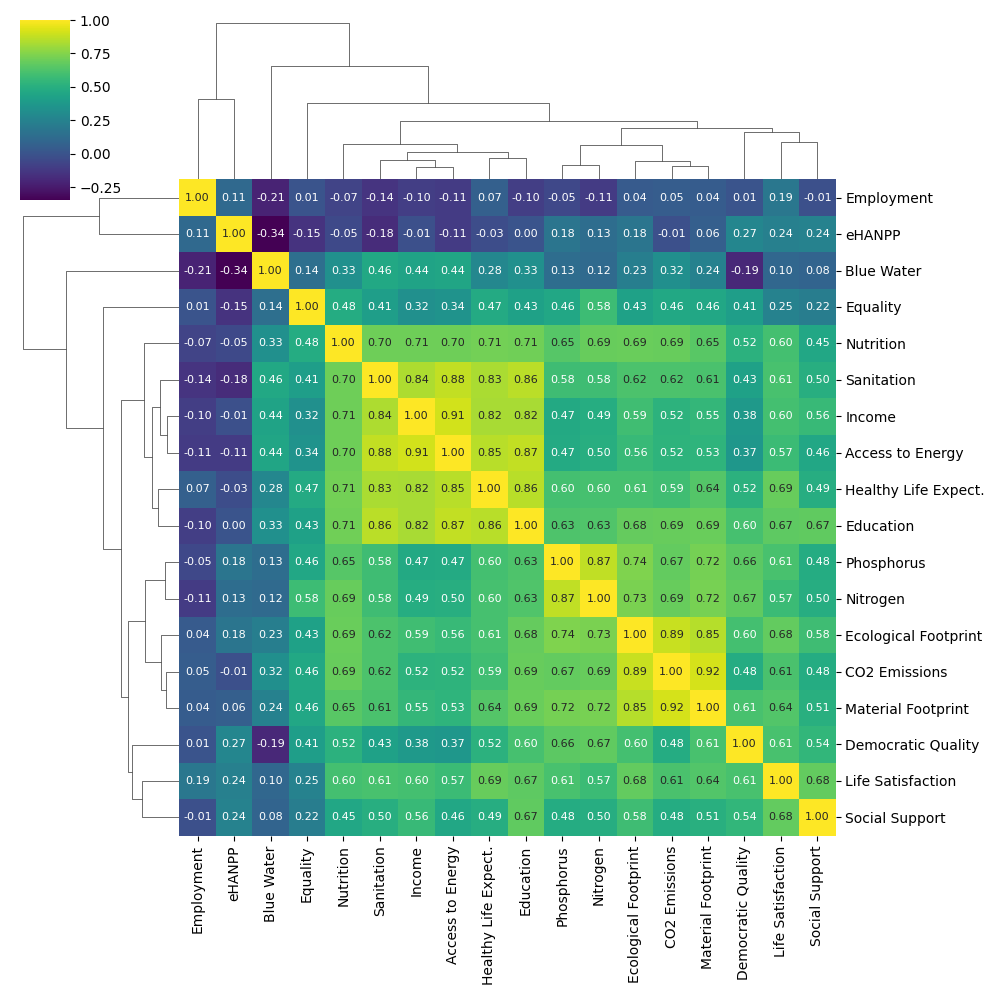 1.00
0.75
0.50
0.25
0.00
−0.25
1.00 0.11 -0.21 0.01 -0.07 -0.14 -0.10 -0.11 0.07 -0.10 -0.05 -0.11 0.04 0.05 0.04 0.01 0.19 -0.01 Employment
0.11 1.00 -0.34 -0.15 -0.05 -0.18 -0.01 -0.11 -0.03 0.00 0.18 0.13 0.18 -0.01 0.06 0.27 0.24 0.24 eHANPP
-0.21 -0.34 1.00 0.14 0.33 0.46 0.44 0.44 0.28 0.33 0.13 0.12 0.23 0.32 0.24 -0.19 0.10 0.08 Blue Water
0.01 -0.15 0.14 1.00 0.48 0.41 0.32 0.34 0.47 0.43 0.46 0.58 0.43 0.46 0.46 0.41 0.25 0.22 Equality
-0.07 -0.05 0.33 0.48 1.00 0.70 0.71 0.70 0.71 0.71 0.65 0.69 0.69 0.69 0.65 0.52 0.60 0.45 Nutrition
-0.14 -0.18 0.46 0.41 0.70 1.00 0.84 0.88 0.83 0.86 0.58 0.58 0.62 0.62 0.61 0.43 0.61 0.50 Sanitation
-0.10 -0.01 0.44 0.32 0.71 0.84 1.00 0.91 0.82 0.82 0.47 0.49 0.59 0.52 0.55 0.38 0.60 0.56 Income
-0.11 -0.11 0.44 0.34 0.70 0.88 0.91 1.00 0.85 0.87 0.47 0.50 0.56 0.52 0.53 0.37 0.57 0.46 Access to Energy
0.07 -0.03 0.28 0.47 0.71 0.83 0.82 0.85 1.00 0.86 0.60 0.60 0.61 0.59 0.64 0.52 0.69 0.49 Healthy Life Expect.
-0.10 0.00 0.33 0.43 0.71 0.86 0.82 0.87 0.86 1.00 0.63 0.63 0.68 0.69 0.69 0.60 0.67 0.67 Education
-0.05 0.18 0.13 0.46 0.65 0.58 0.47 0.47 0.60 0.63 1.00 0.87 0.74 0.67 0.72 0.66 0.61 0.48 Phosphorus
-0.11 0.13 0.12 0.58 0.69 0.58 0.49 0.50 0.60 0.63 0.87 1.00 0.73 0.69 0.72 0.67 0.57 0.50 Nitrogen
0.04 0.18 0.23 0.43 0.69 0.62 0.59 0.56 0.61 0.68 0.74 0.73 1.00 0.89 0.85 0.60 0.68 0.58 Ecological Footprint
0.05 -0.01 0.32 0.46 0.69 0.62 0.52 0.52 0.59 0.69 0.67 0.69 0.89 1.00 0.92 0.48 0.61 0.48 CO2 Emissions
0.04 0.06 0.24 0.46 0.65 0.61 0.55 0.53 0.64 0.69 0.72 0.72 0.85 0.92 1.00 0.61 0.64 0.51 Material Footprint
0.01 0.27 -0.19 0.41 0.52 0.43 0.38 0.37 0.52 0.60 0.66 0.67 0.60 0.48 0.61 1.00 0.61 0.54 Democratic Quality
0.19 0.24 0.10 0.25 0.60 0.61 0.60 0.57 0.69 0.67 0.61 0.57 0.68 0.61 0.64 0.61 1.00 0.68 Life Satisfaction
-0.01 0.24 0.08 0.22 0.45 0.50 0.56 0.46 0.49 0.67 0.48 0.50 0.58 0.48 0.51 0.54 0.68 1.00 Social Support
Employment
eHANPP
Blue Water
Equality
Nutrition
Sanitation
Income
Access to Energy
Healthy Life Expect.
Education
Phosphorus
Nitrogen
Ecological Footprint
CO2 Emissions
Material Footprint
Democratic Quality
Life Satisfaction
Social Support